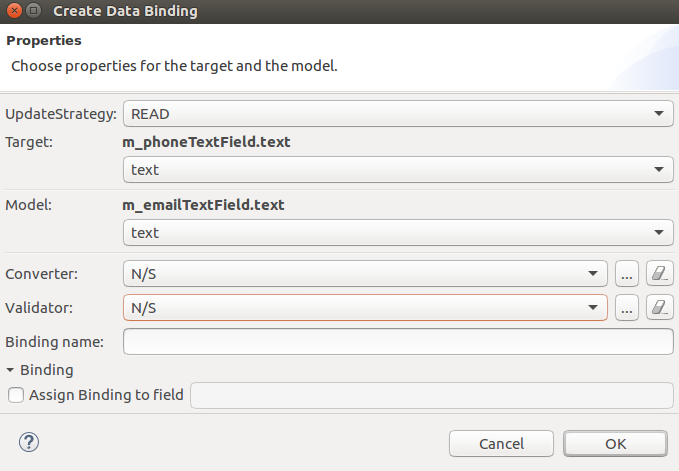 Create Data Binding
Properties
Choose properties for the target and the model.
UpdateStrategy: READ
Target: m_phoneTextField.text
text
Model: m_emailTextField.text
text
Converter: N/S ...
Validator: N/S ...
Binding name:
Binding
Assign Binding to field
? Cancel OK